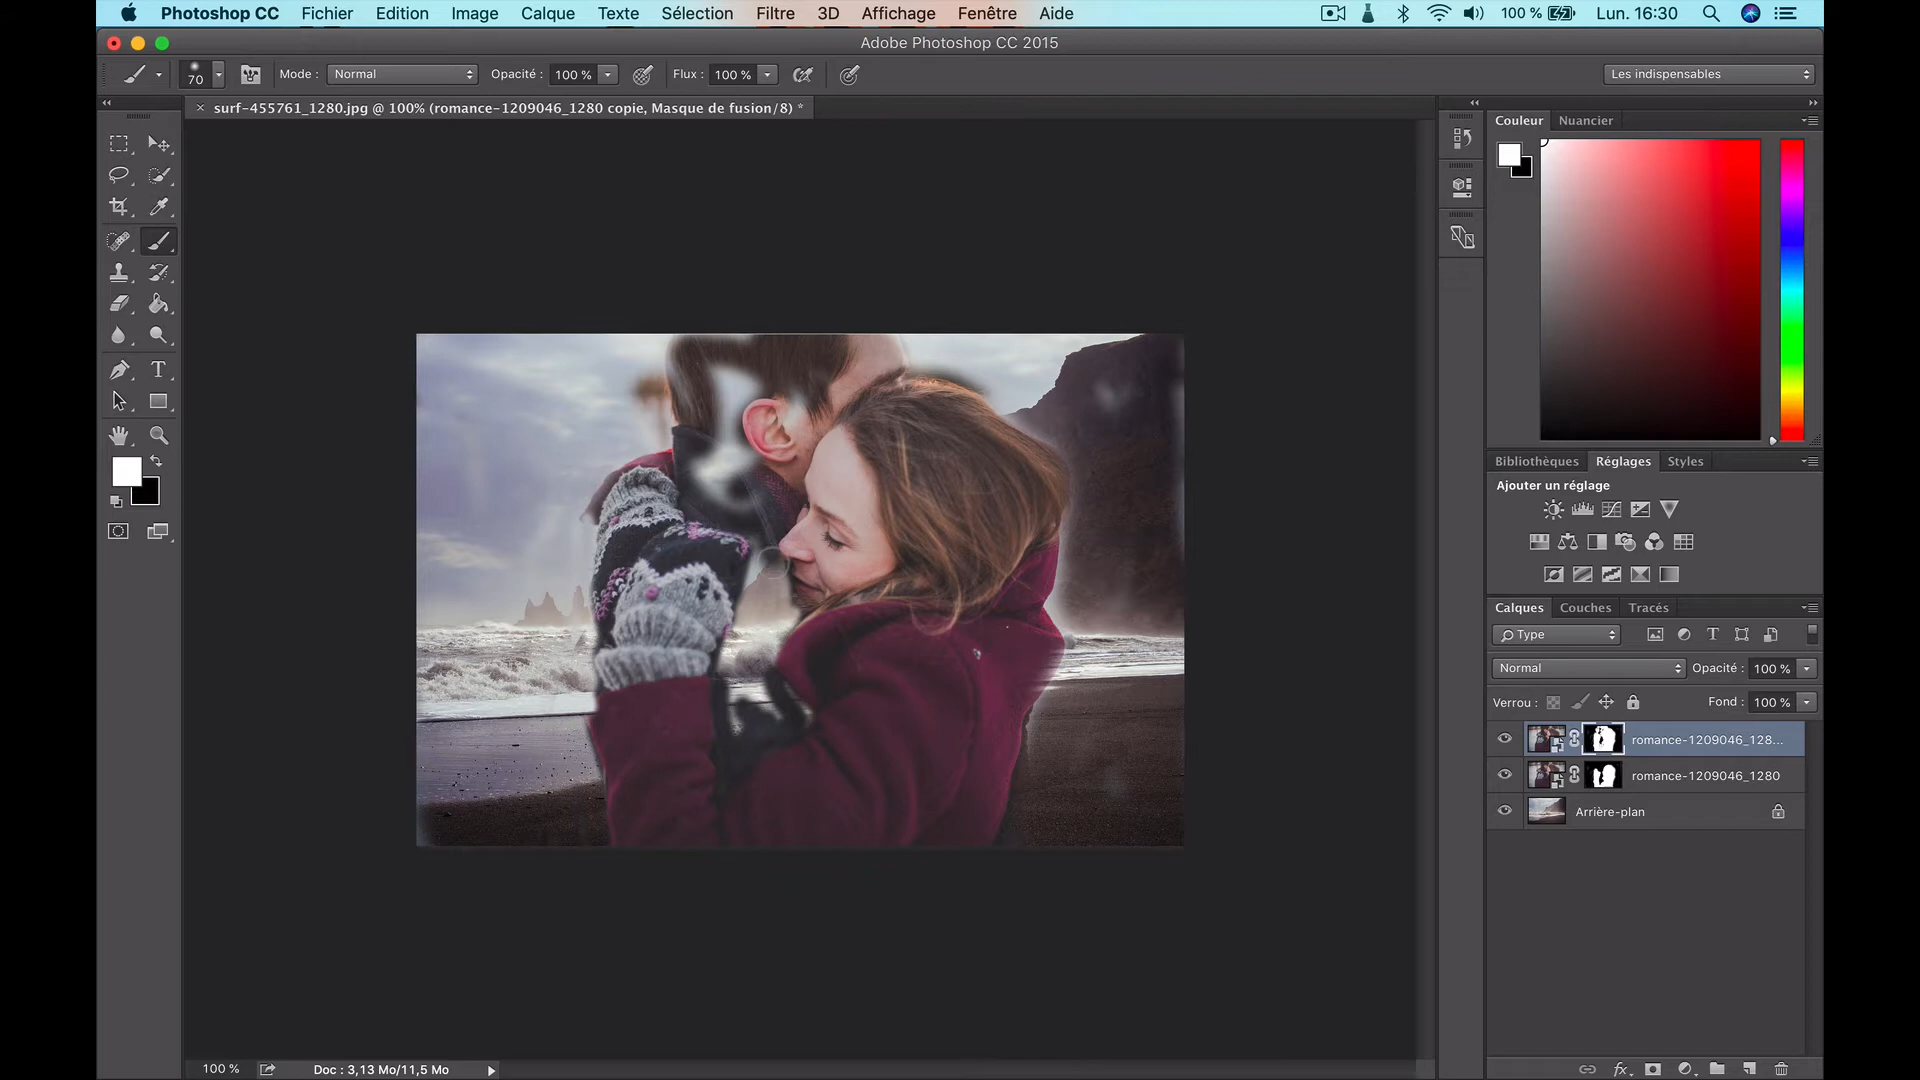 Photoshop CC Fichier Edition Image Calque Texte Sélection Filtre 3D Affichage Fenêtre Aide 100 % Lun. 16:30
Adobe Photoshop CC 2015
70 Mode : Normal Opacité : 100 % Flux : 100 % Les indispensables
× surf-455761_1280.jpg @ 100% (romance-1209046_1280 copie, Masque de fusion/8) *
Couleur Nuancier
Bibliothèques Réglages Styles
Ajouter un réglage
Calques Couches Tracés
Type
Normal Opacité : 100 %
Verrou : Fond : 100 %
romance-1209046_128...
romance-1209046_1280
Arrière-plan
100 % Doc : 3,13 Mo/11,5 Mo